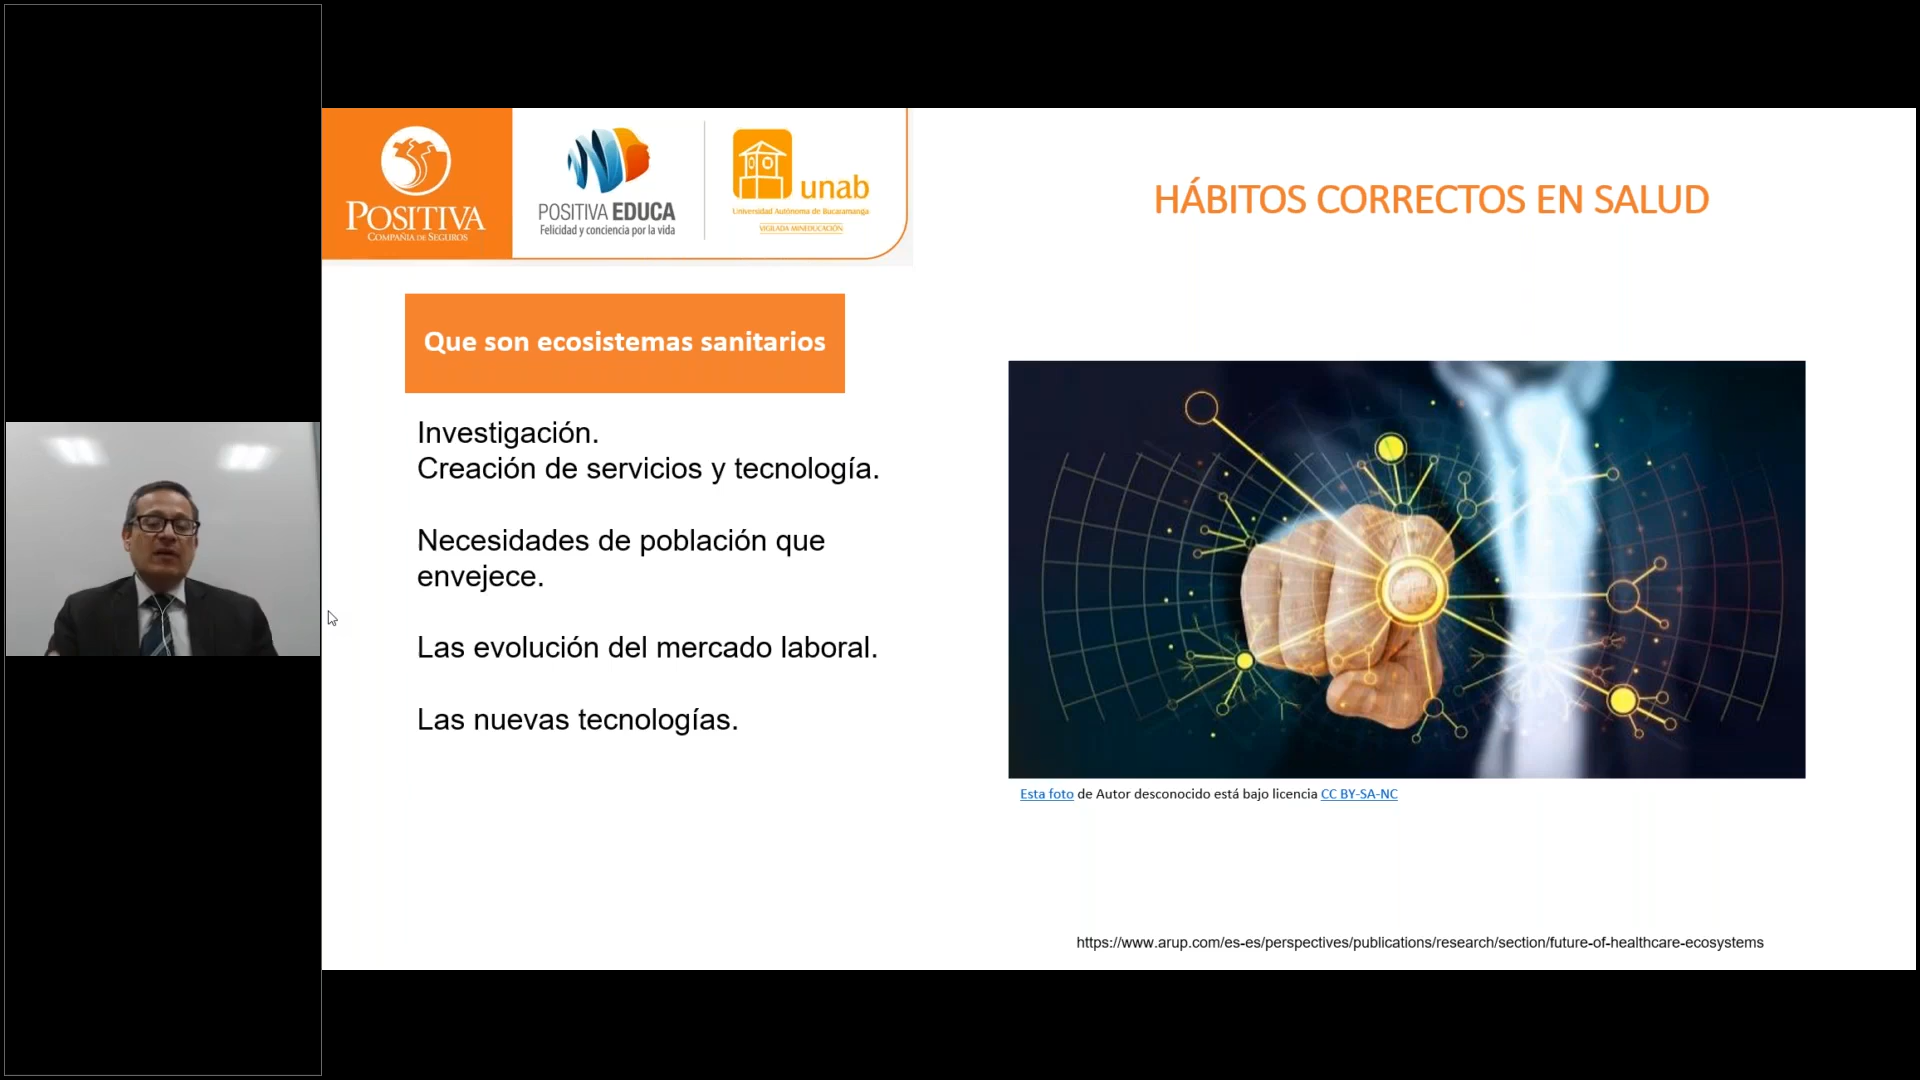 POSITIVA
COMPAÑIA DE SEGUROS
POSITIVA EDUCA
Felicidad y conciencia por la vida
unab
Universidad Autónoma de Bucaramanga
VIGILADA MINEDUCACIÓN
HÁBITOS CORRECTOS EN SALUD
Que son ecosistemas sanitarios
Investigación.
Creación de servicios y tecnología.
Necesidades de población que
envejece.
Las evolución del mercado laboral.
Las nuevas tecnologías.
Esta foto de Autor desconocido está bajo licencia CC BY-SA-NC
https://www.arup.com/es-es/perspectives/publications/research/section/future-of-healthcare-ecosystems